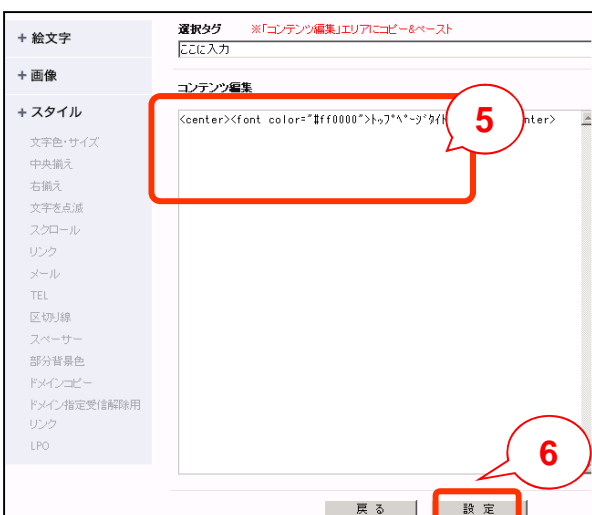 + 絵文字
+ 画像
+ スタイル
文字色・サイズ
中央揃え
右揃え
文字を点滅
スクロール
リンク
メール
TEL
区切り線
スペーサー
部分背景色
ドメインコピー
ドメイン指定受信解除用
リンク
LPO
選択タグ ※「コンテンツ編集」エリアにコピー&ペースト
ここに入力
コンテンツ編集
<center><font color="#ff0000">トップページタイト nter>
5
6
戻る
設定